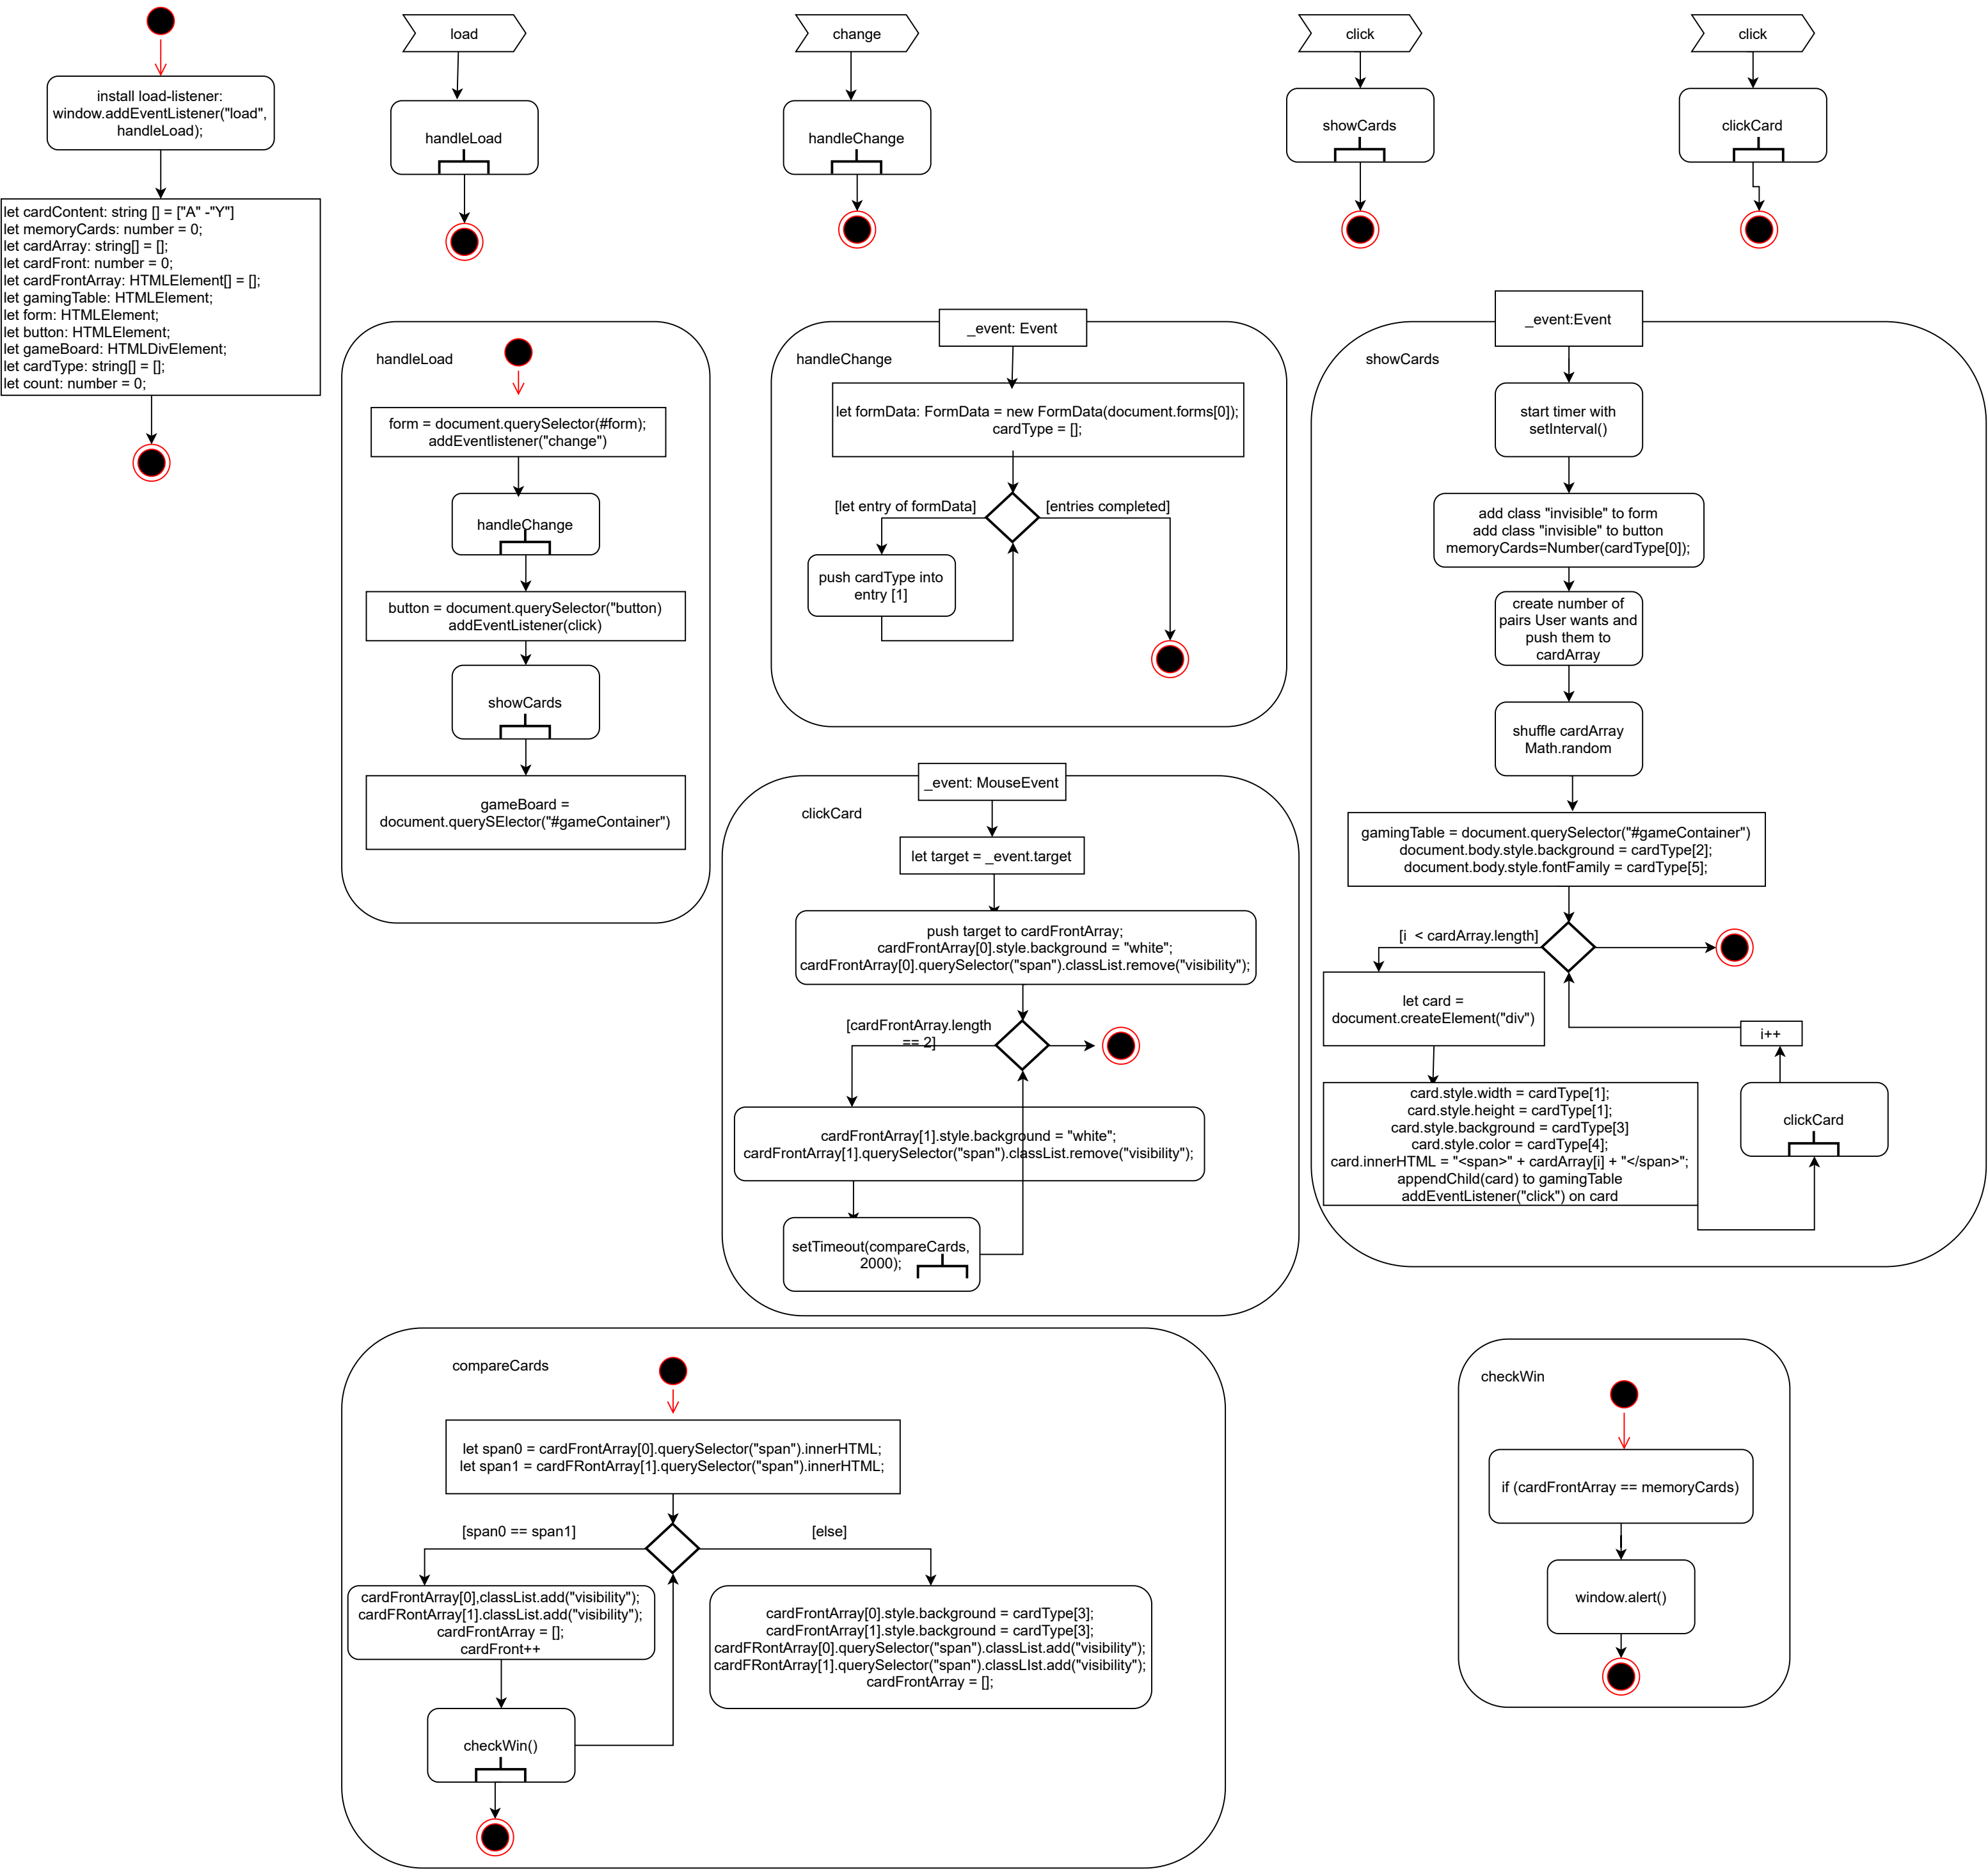 load
change
click
click
install load-listener:
window.addEventListener("load",
handleLoad);
handleLoad
handleChange
showCards
clickCard
let cardContent: string [] = ["A" -"Y"]
let memoryCards: number = 0;
let cardArray: string[] = [];
let cardFront: number = 0;
let cardFrontArray: HTMLElement[] = [];
let gamingTable: HTMLElement;
let form: HTMLElement;
let button: HTMLElement;
let gameBoard: HTMLDivElement;
let cardType: string[] = [];
let count: number = 0;
handleLoad
form = document.querySelector(#form);
addEventlistener("change")
handleChange
button = document.querySelector("button)
addEventListener(click)
showCards
gameBoard =
document.querySElector("#gameContainer")
_event: Event
handleChange
let formData: FormData = new FormData(document.forms[0]);
cardType = [];
[let entry of formData]
[entries completed]
push cardType into
entry [1]
_event:Event
showCards
start timer with
setInterval()
add class "invisible" to form
add class "invisible" to button
memoryCards=Number(cardType[0]);
create number of
pairs User wants and
push them to
cardArray
shuffle cardArray
Math.random
gamingTable = document.querySelector("#gameContainer")
document.body.style.background = cardType[2];
document.body.style.fontFamily = cardType[5];
[i  < cardArray.length]
let card =
document.createElement("div")
i++
card.style.width = cardType[1];
card.style.height = cardType[1];
card.style.background = cardType[3]
card.style.color = cardType[4];
card.innerHTML = "<span>" + cardArray[i] + "</span>";
appendChild(card) to gamingTable
addEventListener("click") on card
clickCard
_event: MouseEvent
clickCard
let target = _event.target
push target to cardFrontArray;
cardFrontArray[0].style.background = "white";
cardFrontArray[0].querySelector("span").classList.remove("visibility");
[cardFrontArray.length
== 2]
cardFrontArray[1].style.background = "white";
cardFrontArray[1].querySelector("span").classList.remove("visibility");
setTimeout(compareCards,
2000);
compareCards
let span0 = cardFrontArray[0].querySelector("span").innerHTML;
let span1 = cardFRontArray[1].querySelector("span").innerHTML;
[span0 == span1]
[else]
cardFrontArray[0],classList.add("visibility");
cardFRontArray[1].classList.add("visibility");
cardFrontArray = [];
cardFront++
cardFrontArray[0].style.background = cardType[3];
cardFrontArray[1].style.background = cardType[3];
cardFRontArray[0].querySelector("span").classList.add("visibility");
cardFRontArray[1].querySelector("span").classLIst.add("visibility");
cardFrontArray = [];
checkWin()
checkWin
if (cardFrontArray == memoryCards)
window.alert()